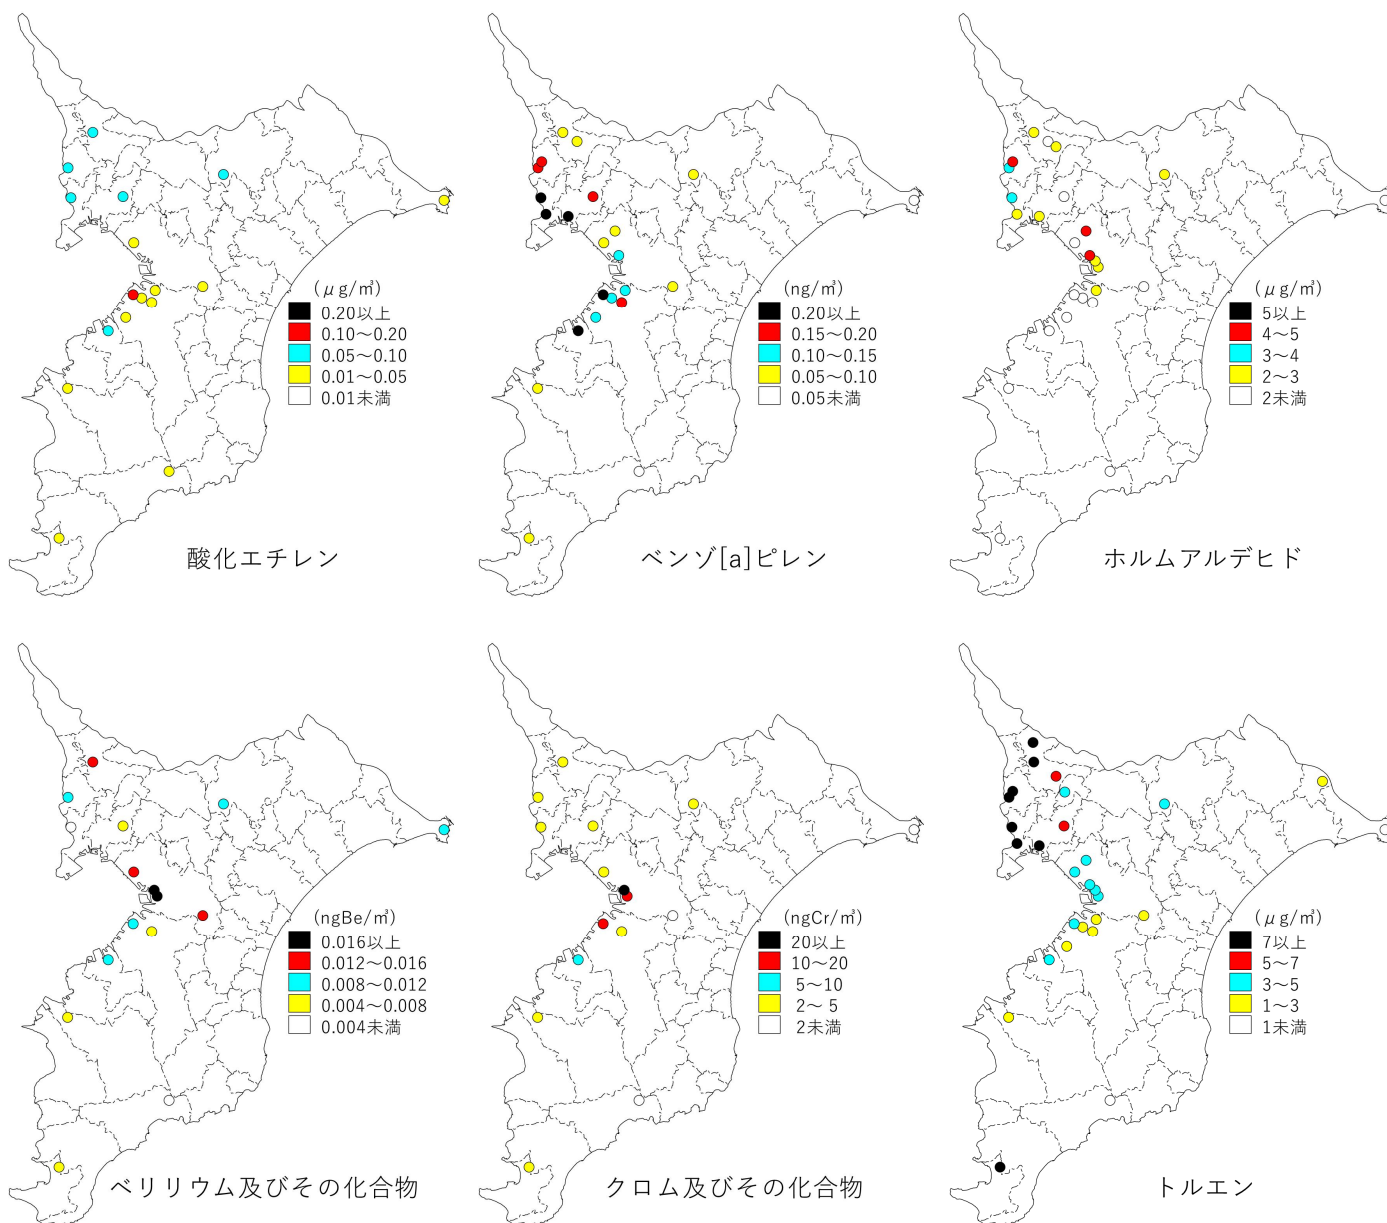 (μg/㎥)
0.20以上
0.10～0.20
0.05～0.10
0.01～0.05
0.01未満
酸化エチレン
(ng/㎥)
0.20以上
0.15～0.20
0.10～0.15
0.05～0.10
0.05未満
ベンゾ[a]ピレン
(μg/㎥)
5以上
4～5
3～4
2～3
2未満
ホルムアルデヒド
(ngBe/㎥)
0.016以上
0.012～0.016
0.008～0.012
0.004～0.008
0.004未満
ベリリウム及びその化合物
(ngCr/㎥)
20以上
10～20
5～10
2～ 5
2未満
クロム及びその化合物
(μg/㎥)
7以上
5～7
3～5
1～3
1未満
トルエン